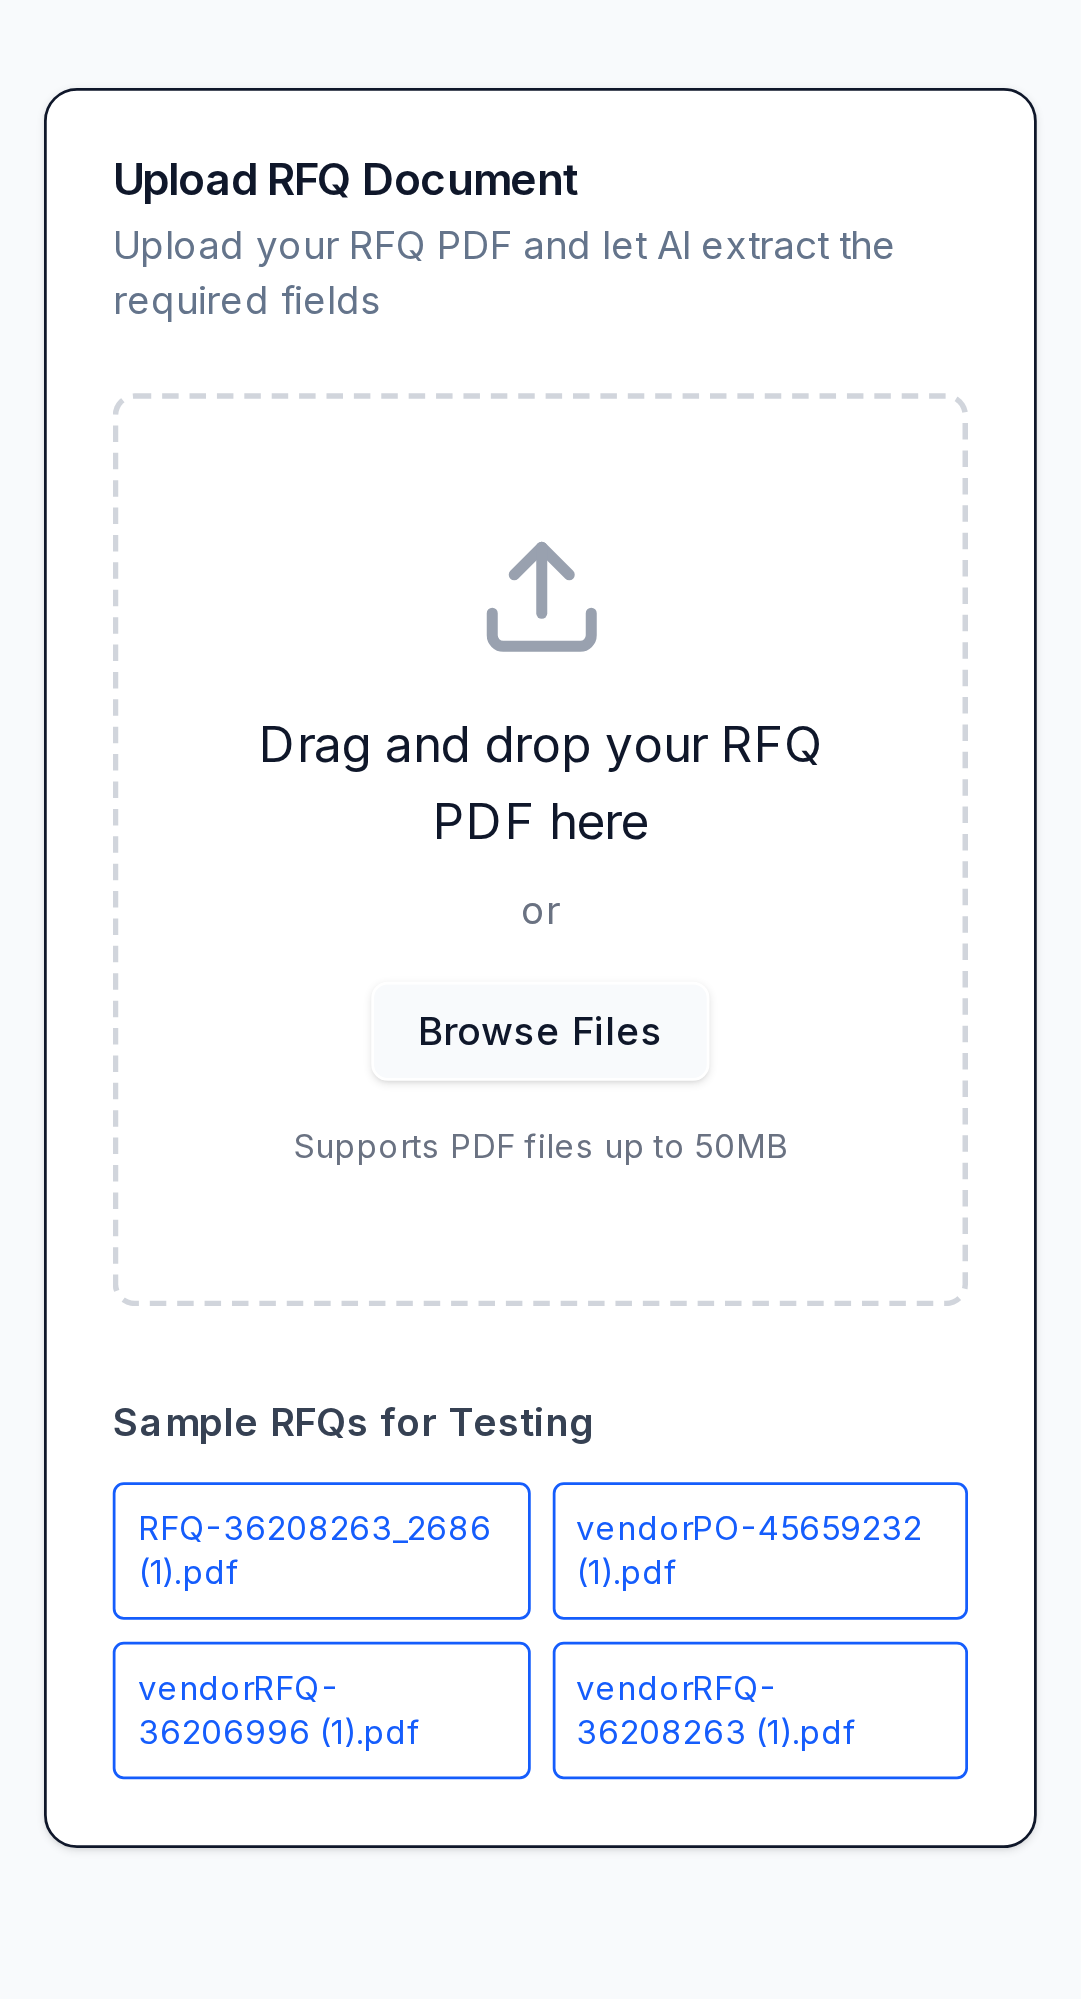 Upload RFQ Document
Upload your RFQ PDF and let AI extract the
required fields
Drag and drop your RFQ
PDF here
or
Browse Files
Supports PDF files up to 50MB
Sample RFQs for Testing
RFQ-36208263_2686
(1).pdf
vendorPO-45659232
(1).pdf
vendorRFQ-
36206996 (1).pdf
vendorRFQ-
36208263 (1).pdf